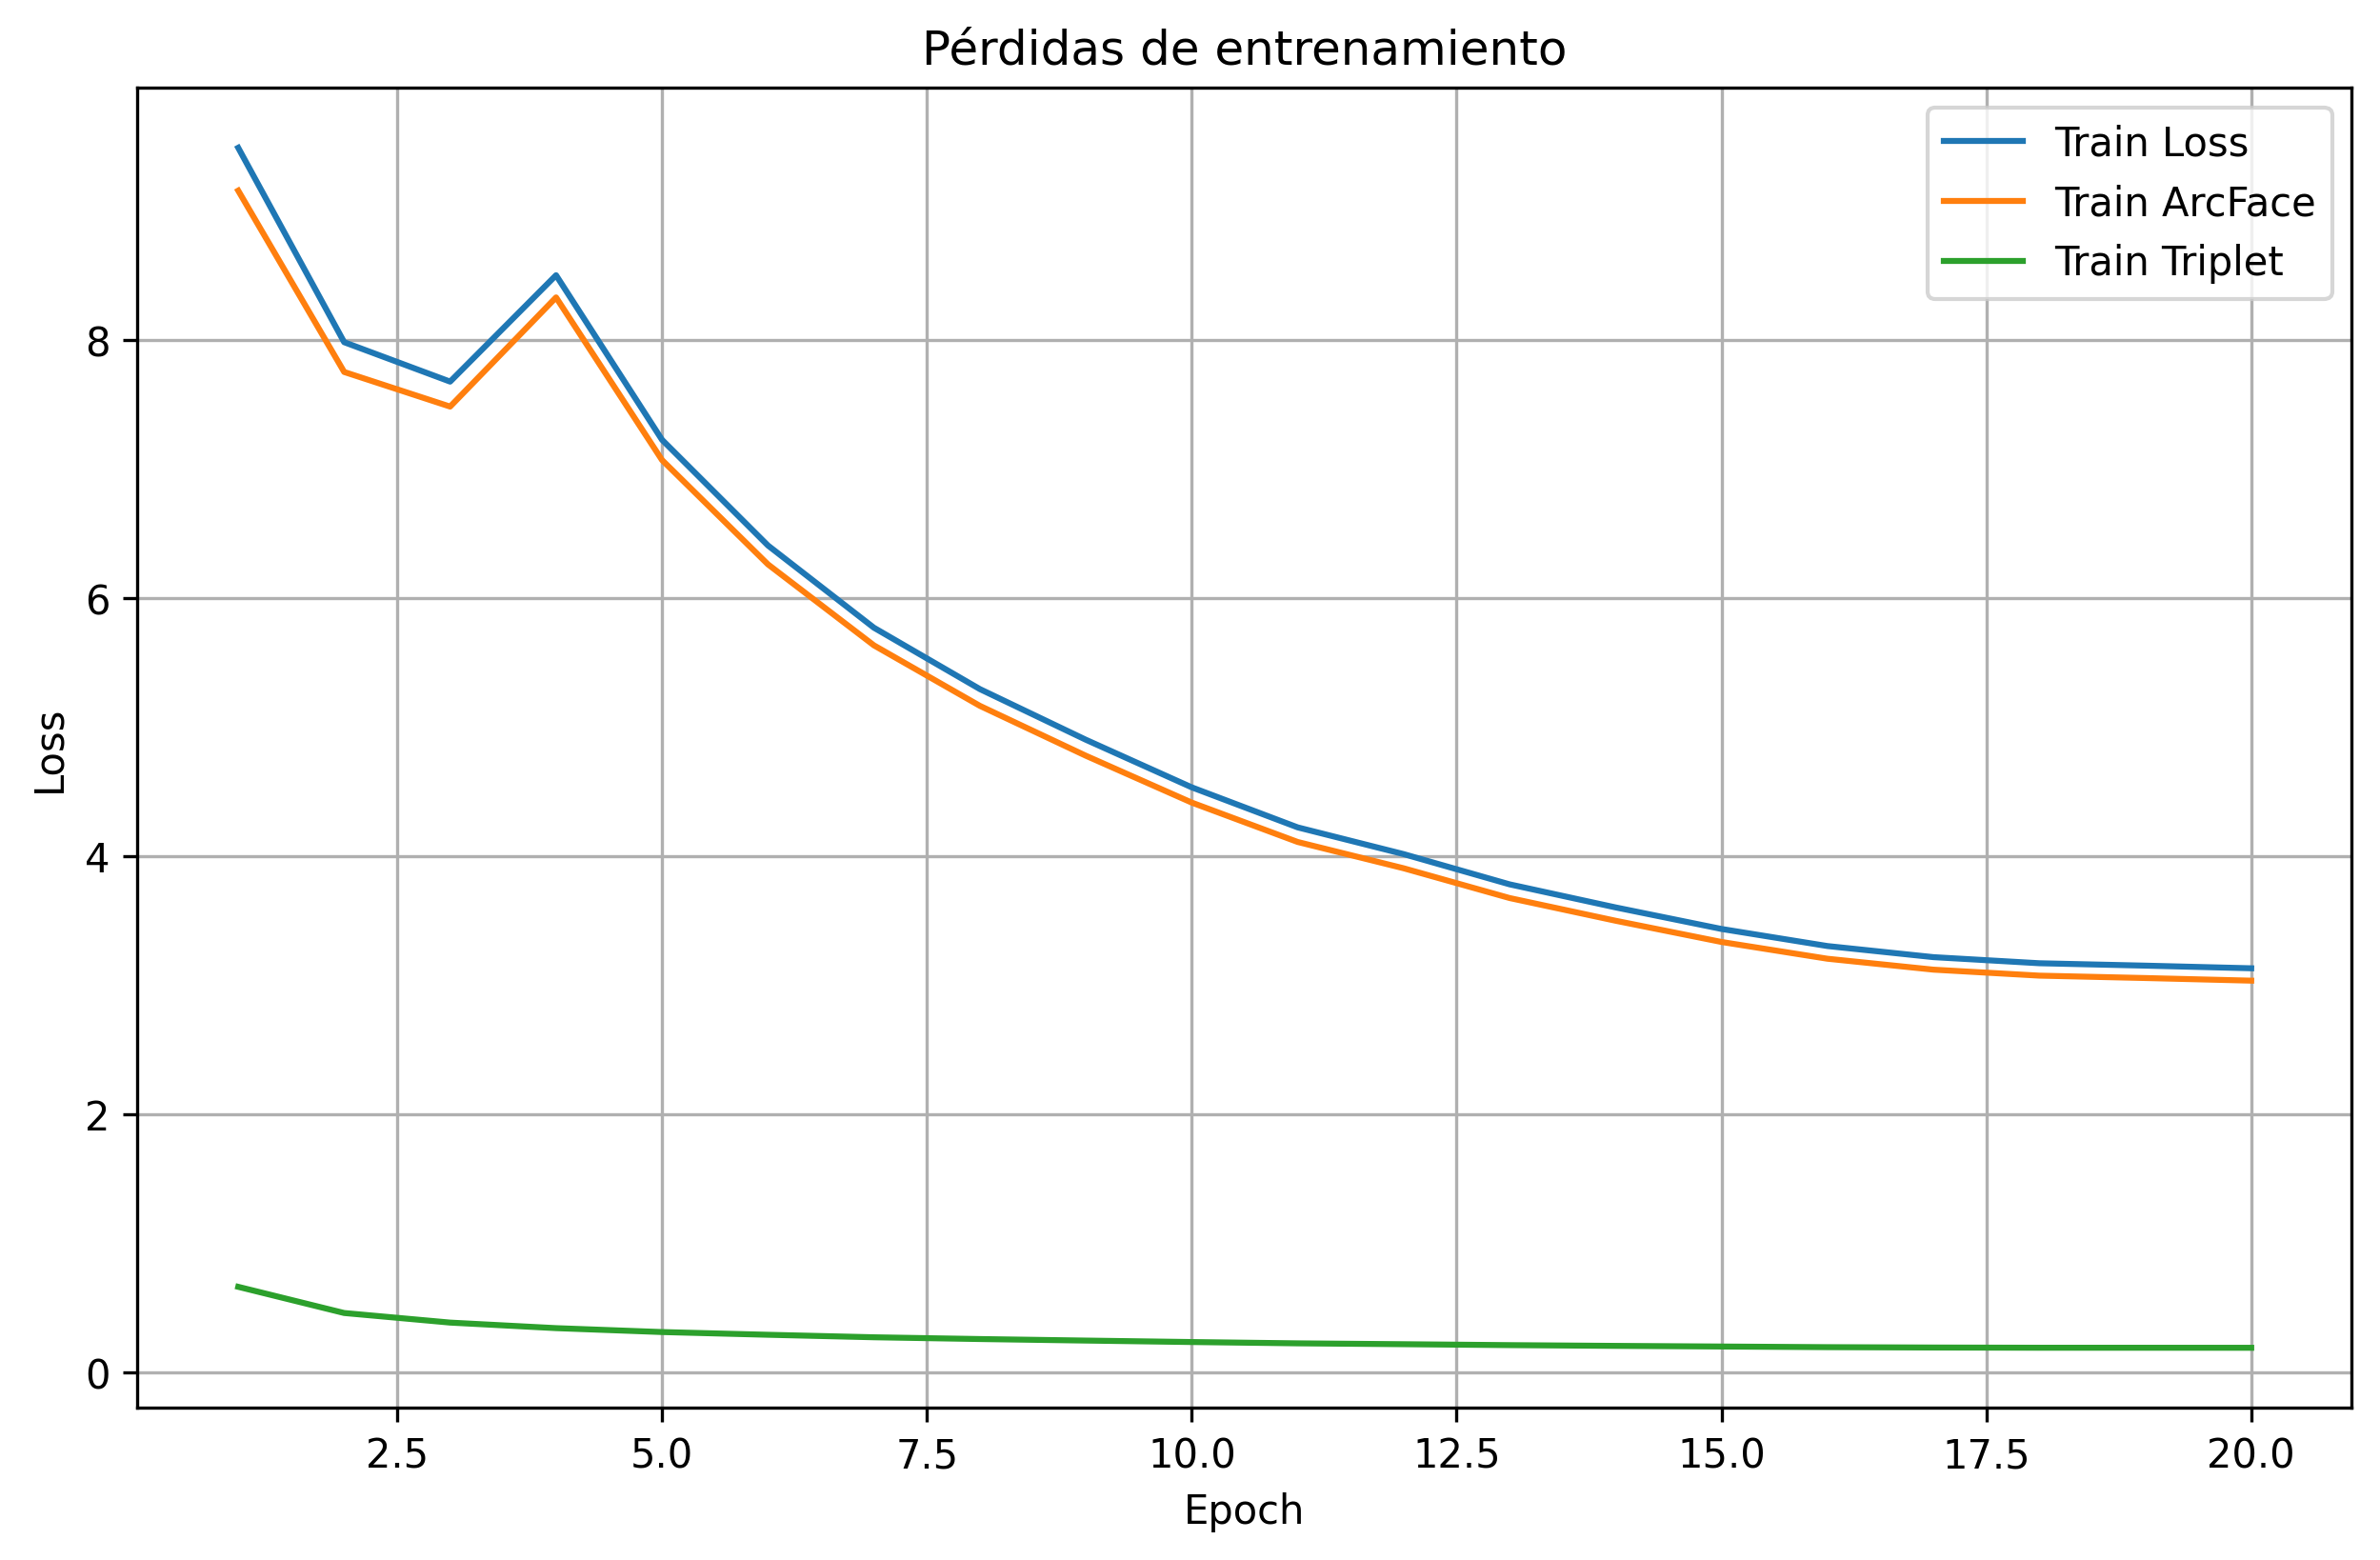 Pérdidas de entrenamiento
Train Loss
Train ArcFace
Train Triplet
8
6
4
2
0
Loss
2.5 5.0 7.5 10.0 12.5 15.0 17.5 20.0
Epoch